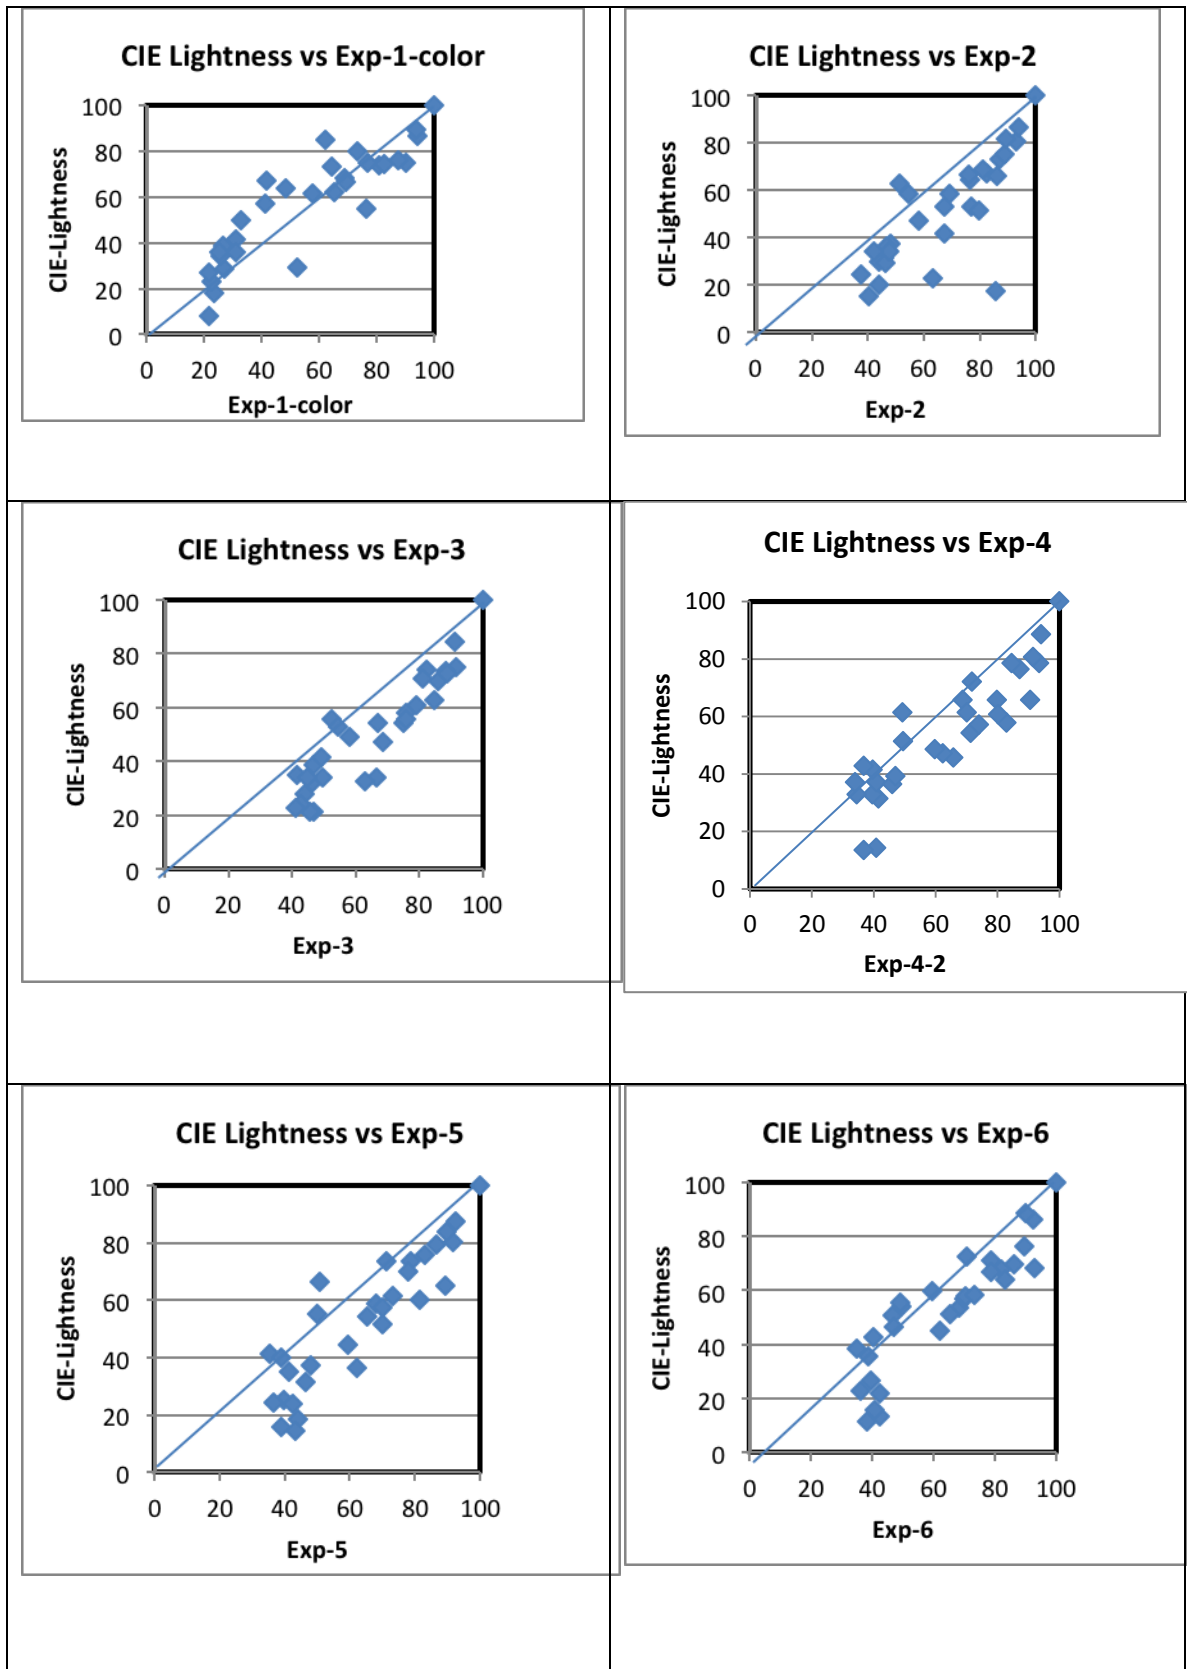 CIE Lightness vs Exp-1-color
CIE-Lightness
100
80
60
40
20
0
0 20 40 60 80 100
Exp-1-color
CIE Lightness vs Exp-2
CIE-Lightness
100
80
60
40
20
0
0 20 40 60 80 100
Exp-2
CIE Lightness vs Exp-3
CIE-Lightness
100
80
60
40
20
0
0 20 40 60 80 100
Exp-3
CIE Lightness vs Exp-4
CIE-Lightness
100
80
60
40
20
0
0 20 40 60 80 100
Exp-4-2
CIE Lightness vs Exp-5
CIE-Lightness
100
80
60
40
20
0
0 20 40 60 80 100
Exp-5
CIE Lightness vs Exp-6
CIE-Lightness
100
80
60
40
20
0
0 20 40 60 80 100
Exp-6